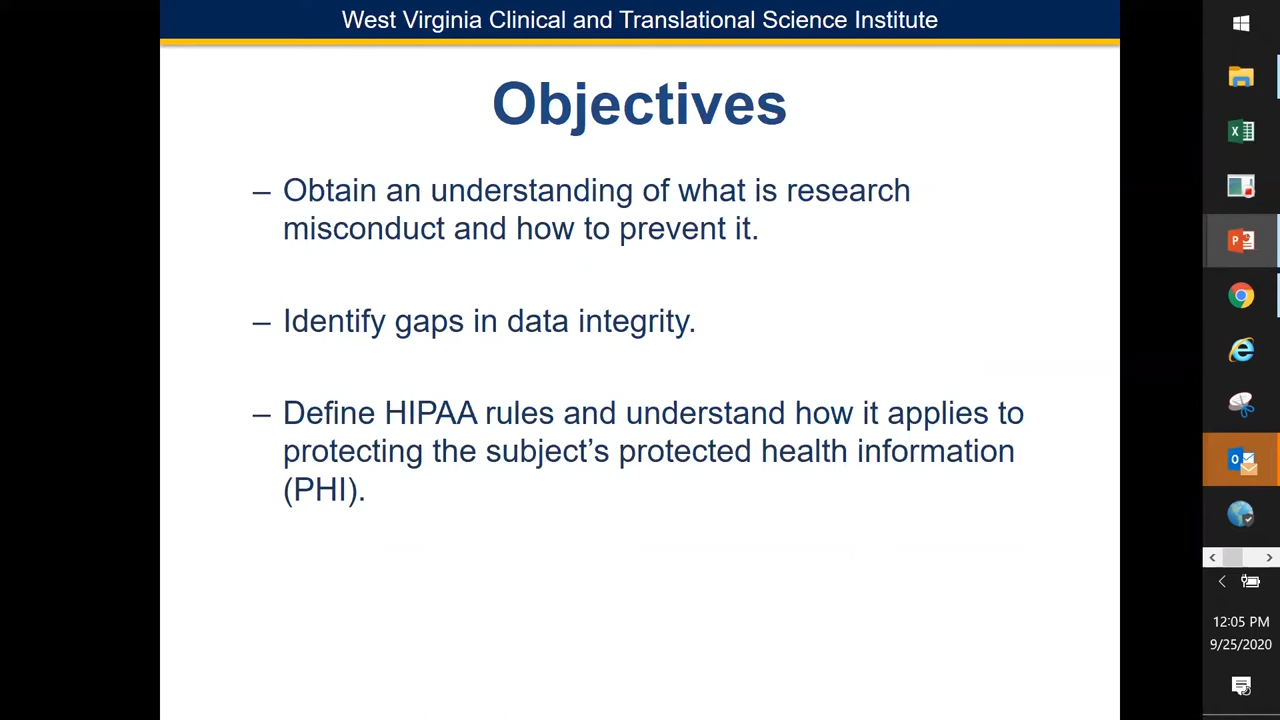 West Virginia Clinical and Translational Science Institute
Objectives
– Obtain an understanding of what is research
misconduct and how to prevent it.
– Identify gaps in data integrity.
– Define HIPAA rules and understand how it applies to
protecting the subject’s protected health information
(PHI).
12:05 PM
9/25/2020